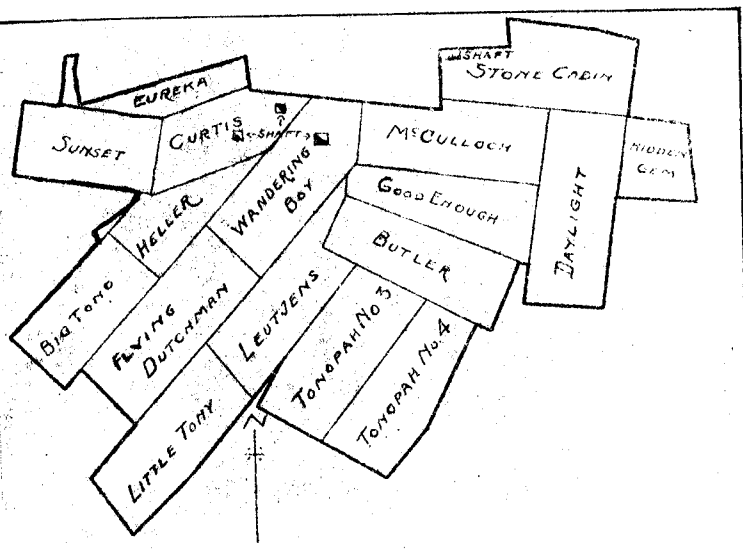 SHAFT
STONE CABIN
EUREKA
SUNSET
CURTIS
SHAFT
McCULLOCH
HIDDEN
GEM
WANDERING
BOY
GOOD ENOUGH
HELLER
BUTLER
DAYLIGHT
BIG TONO
FLYING
DUTCHMAN
LEUTJENS
TONOPAH NO 3
TONOPAH NO. 4
LITTLE TONY
N